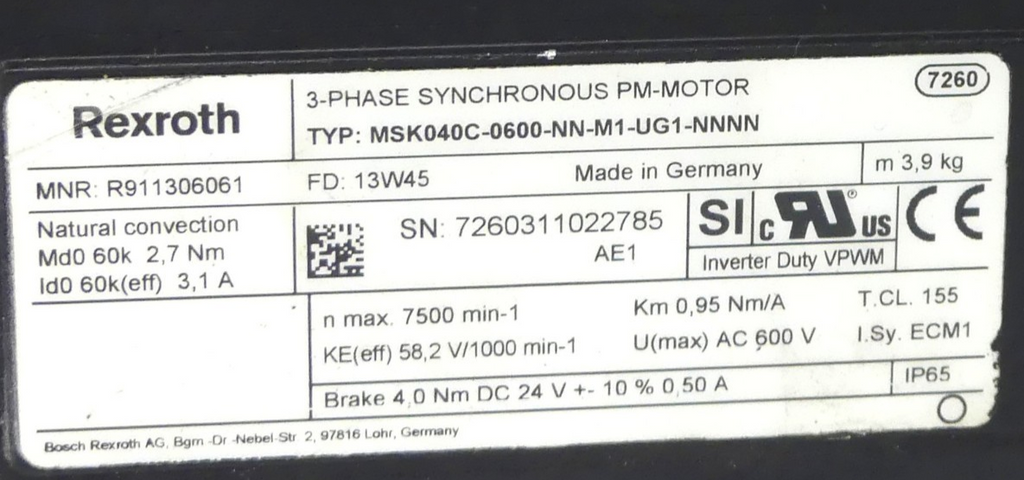 Rexroth
3-PHASE SYNCHRONOUS PM-MOTOR
7260
TYP: MSK040C-0600-NN-M1-UG1-NNNN
MNR: R911306061
FD: 13W45
Made in Germany
m 3,9 kg
Natural convection
Md0 60k 2,7 Nm
Id0 60k(eff) 3,1 A
SN: 7260311022785
AE1
SI
c RU® US
Inverter Duty VPWM
CE
n max. 7500 min-1
Km 0,95 Nm/A
T.CL. 155
KE(eff) 58,2 V/1000 min-1
U(max) AC 600 V
I.Sy. ECM1
Brake 4,0 Nm DC 24 V +- 10 % 0,50 A
IP65
Bosch Rexroth AG, Bgm -Dr -Nebel-Str 2, 97816 Lohr, Germany